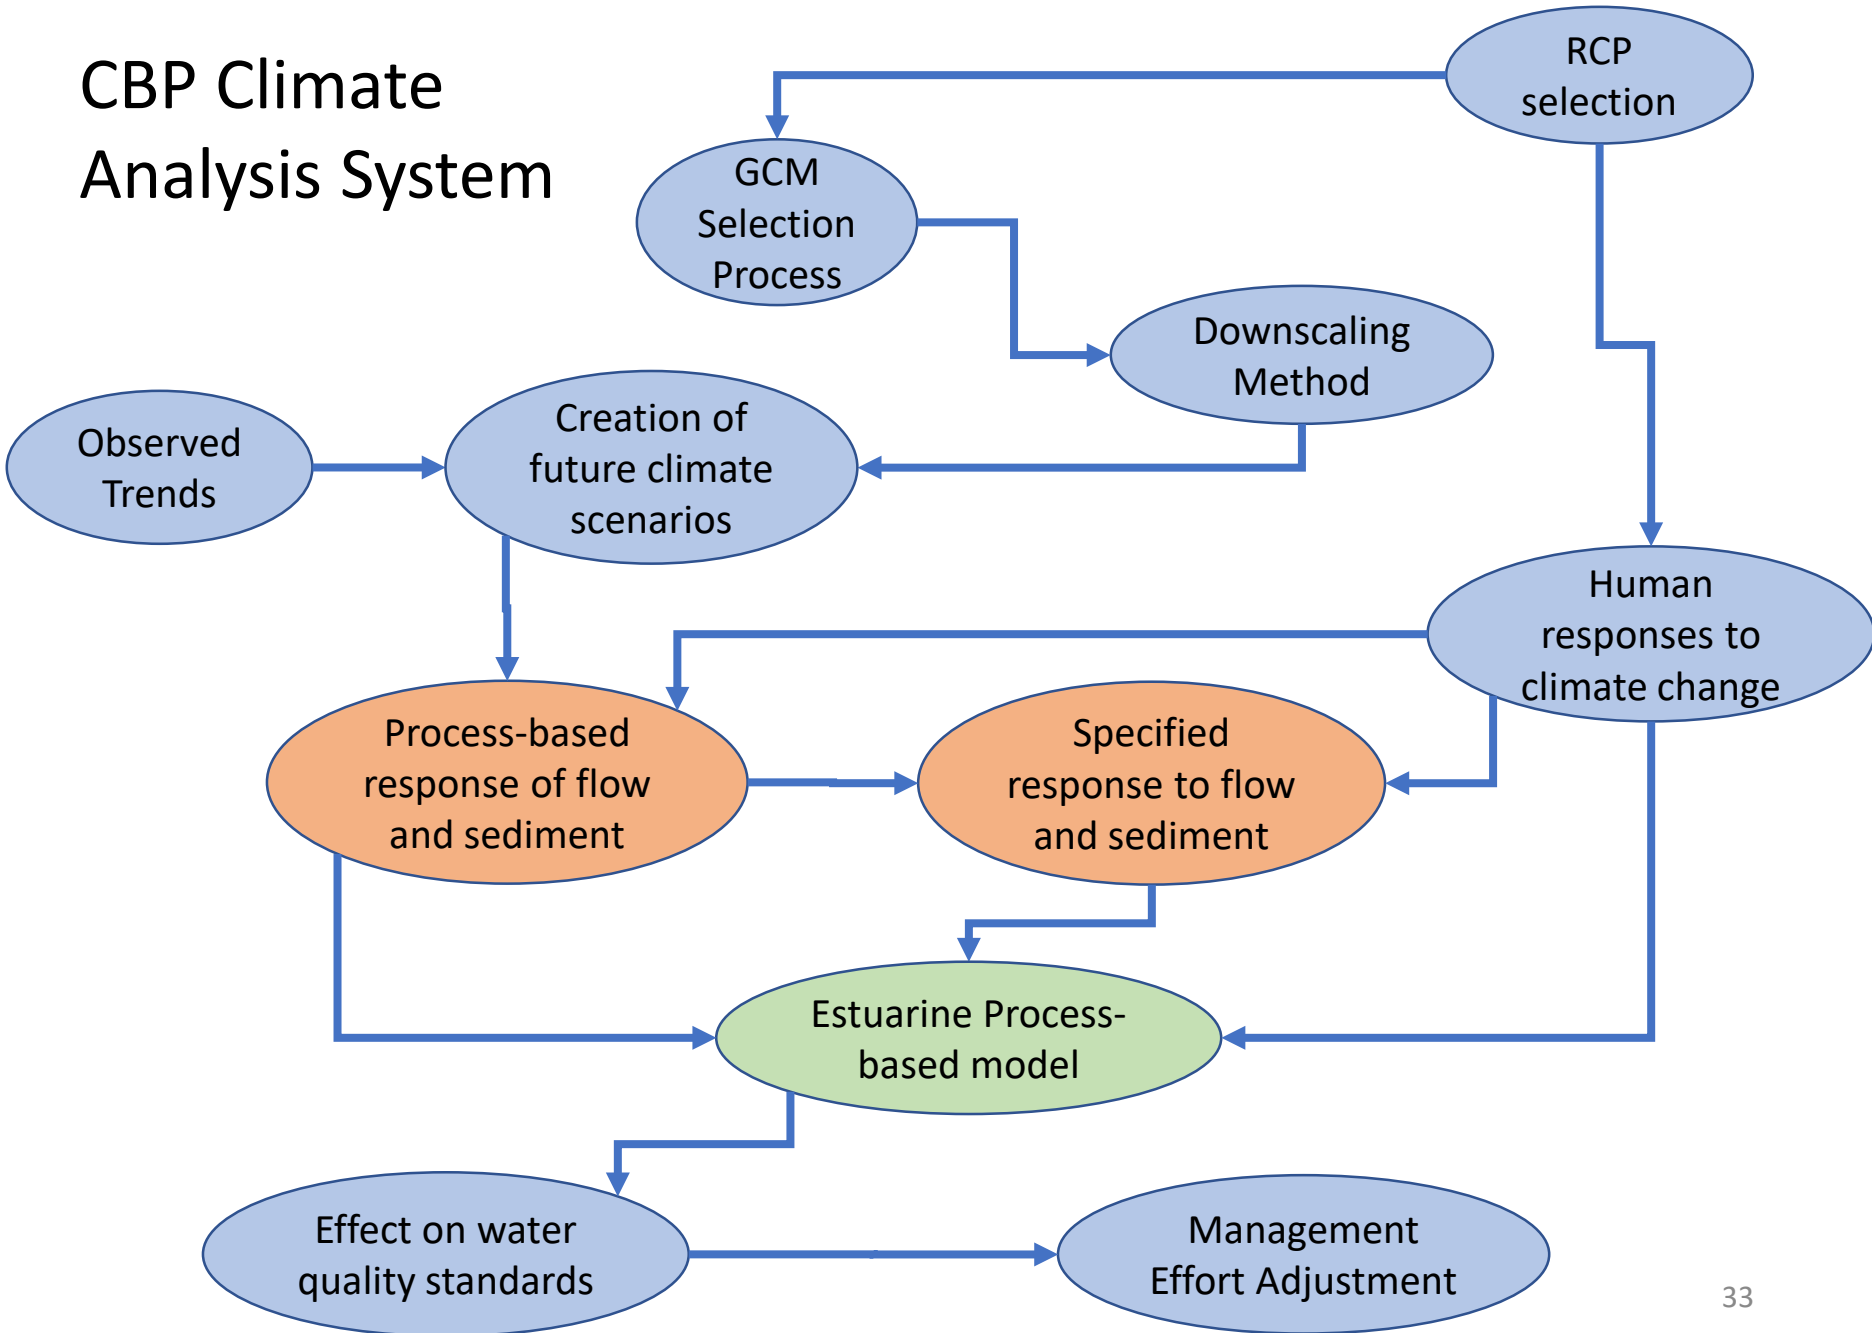 CBP Climate
Analysis System
RCP
selection
GCM
Selection
Process
Downscaling
Method
Observed
Trends
Creation of
future climate
scenarios
Human
responses to
climate change
Process-based
response of flow
and sediment
Specified
response to flow
and sediment
Estuarine Process-
based model
Effect on water
quality standards
Management
Effort Adjustment
33